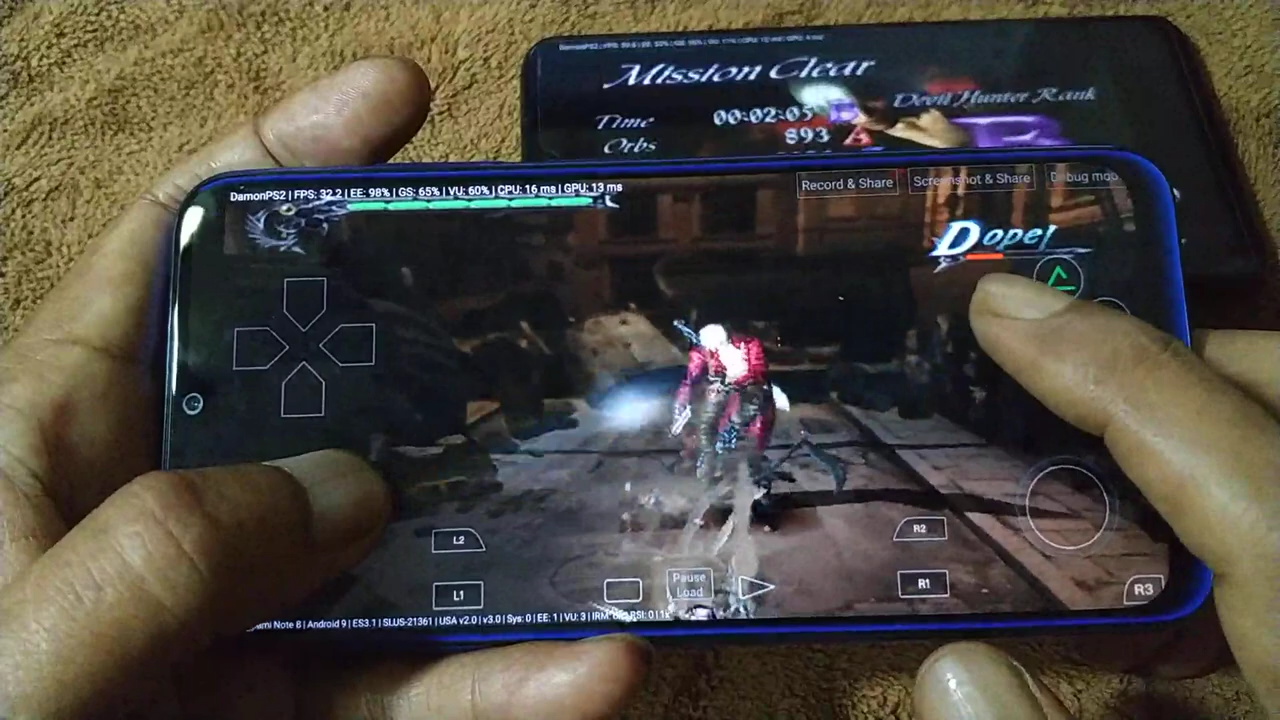 Mission Clear
Devil Hunter Rank
Time 00:02:05
Orbs 893
DamonPS2 | FPS: 32.2 | EE: 98% | GS: 65% | VU: 60% | CPU: 16 ms | GPU: 13 ms
Record & Share
Screenshot & Share
Dope!
L2
R2
Pause
Load
L1
R1
R3
Note 8 | Android 9 | ES3.1 | SLUS-21361 | USA v2.0 | v3.0 | Sys: 0 | EE: 1 | VU: 3 |